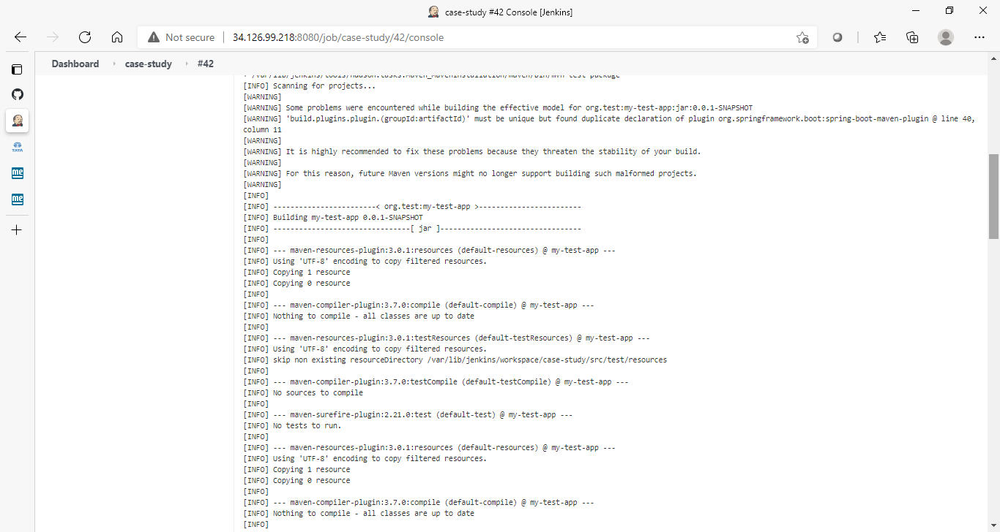 case-study #42 Console [Jenkins]
Not secure
34.126.99.218:8080/job/case-study/42/console
Dashboard
case-study
#42
TATA
me
me
+ /var/lib/jenkins/tools/hudson.tasks.Maven_MavenInstallation/maven/bin/mvn test package
[INFO] Scanning for projects...
[WARNING]
[WARNING] Some problems were encountered while building the effective model for org.test:my-test-app:jar:0.0.1-SNAPSHOT
[WARNING] 'build.plugins.plugin.(groupId:artifactId)' must be unique but found duplicate declaration of plugin org.springframework.boot:spring-boot-maven-plugin @ line 40,
column 11
[WARNING]
[WARNING] It is highly recommended to fix these problems because they threaten the stability of your build.
[WARNING]
[WARNING] For this reason, future Maven versions might no longer support building such malformed projects.
[WARNING]
[INFO]
[INFO] ------------------------< org.test:my-test-app >------------------------
[INFO] Building my-test-app 0.0.1-SNAPSHOT
[INFO] --------------------------------[ jar ]---------------------------------
[INFO]
[INFO] --- maven-resources-plugin:3.0.1:resources (default-resources) @ my-test-app ---
[INFO] Using 'UTF-8' encoding to copy filtered resources.
[INFO] Copying 1 resource
[INFO] Copying 0 resource
[INFO]
[INFO] --- maven-compiler-plugin:3.7.0:compile (default-compile) @ my-test-app ---
[INFO] Nothing to compile - all classes are up to date
[INFO]
[INFO] --- maven-resources-plugin:3.0.1:testResources (default-testResources) @ my-test-app ---
[INFO] Using 'UTF-8' encoding to copy filtered resources.
[INFO] skip non existing resourceDirectory /var/lib/jenkins/workspace/case-study/src/test/resources
[INFO]
[INFO] --- maven-compiler-plugin:3.7.0:testCompile (default-testCompile) @ my-test-app ---
[INFO] No sources to compile
[INFO]
[INFO] --- maven-surefire-plugin:2.21.0:test (default-test) @ my-test-app ---
[INFO] No tests to run.
[INFO]
[INFO] --- maven-resources-plugin:3.0.1:resources (default-resources) @ my-test-app ---
[INFO] Using 'UTF-8' encoding to copy filtered resources.
[INFO] Copying 1 resource
[INFO] Copying 0 resource
[INFO]
[INFO] --- maven-compiler-plugin:3.7.0:compile (default-compile) @ my-test-app ---
[INFO] Nothing to compile - all classes are up to date
[INFO]